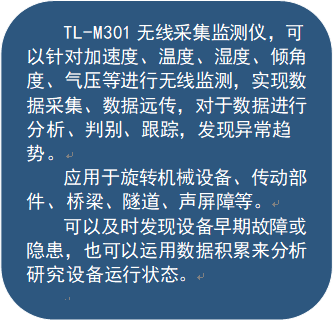 TL-M301 无线采集监测仪，可
以针对加速度、温度、湿度、倾角
度、气压等进行无线监测，实现数
据采集、数据远传，对于数据进行
分析、判别、跟踪，发现异常趋
势。
应用于旋转机械设备、传动部
件、桥梁、隧道、声屏障等。
可以及时发现设备早期故障或
隐患，也可以运用数据积累来分析
研究设备运行状态。